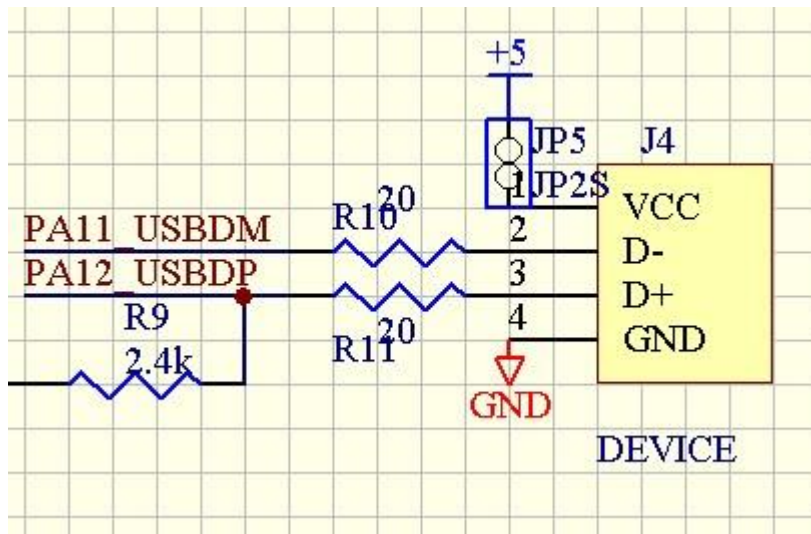 +5
JP5
J4
1
JP2S
VCC
20
R10
PA11_USBDM
2
D-
PA12_USBDP
3
D+
R9
20
R11
4
GND
2.4k
GND
DEVICE